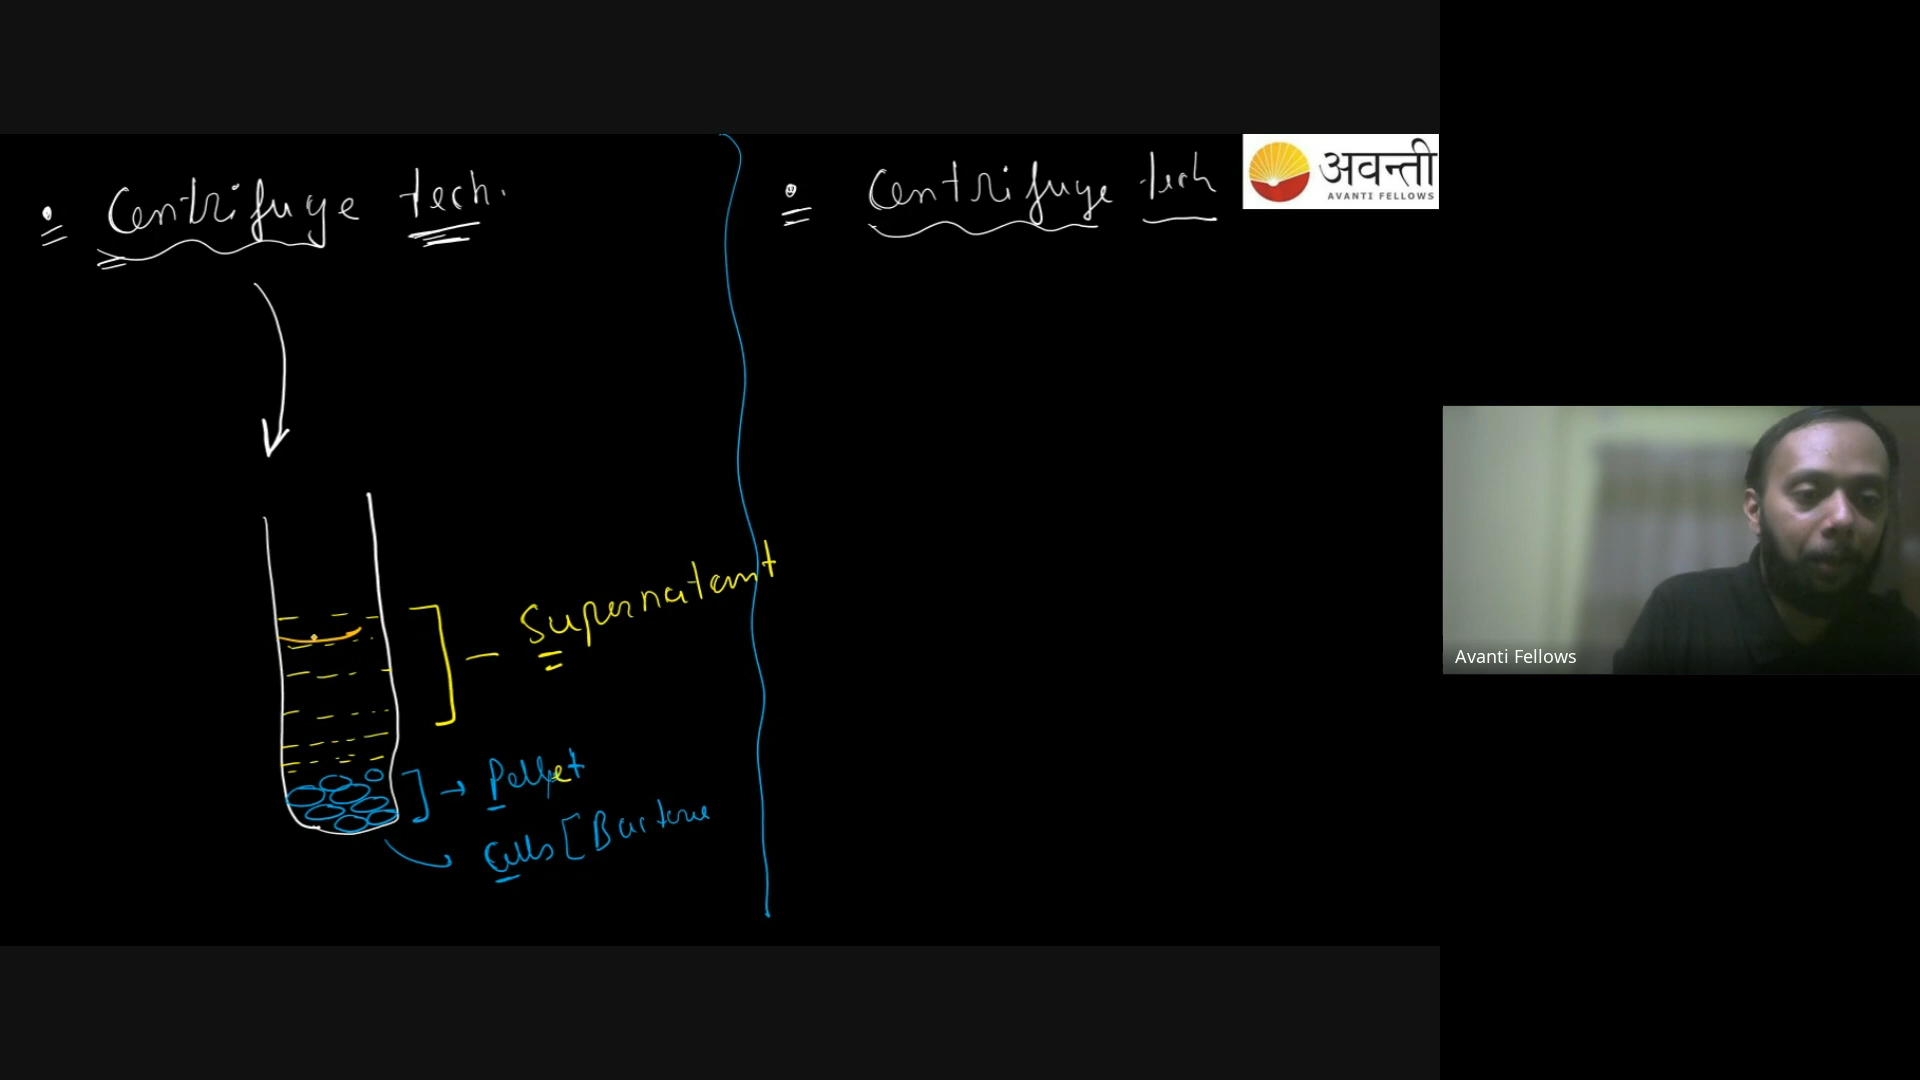 Centrifuge tech.
Supernatant
Pellet
Cells [Bacteria
Centrifuge tech
अवन्ती
AVANTI FELLOWS
Avanti Fellows